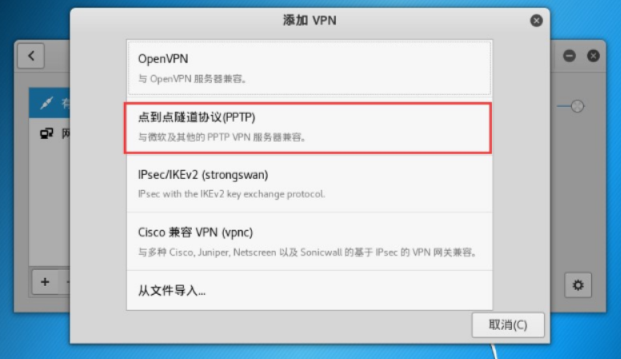 添加 VPN
OpenVPN
与 OpenVPN 服务器兼容。
点到点隧道协议(PPTP)
与微软及其他的 PPTP VPN 服务器兼容。
IPsec/IKEv2 (strongswan)
IPsec with the IKEv2 key exchange protocol.
Cisco 兼容 VPN (vpnc)
与多种 Cisco, Juniper, Netscreen 以及 Sonicwall 的基于 IPsec 的 VPN 网关兼容。
从文件导入...
取消(C)